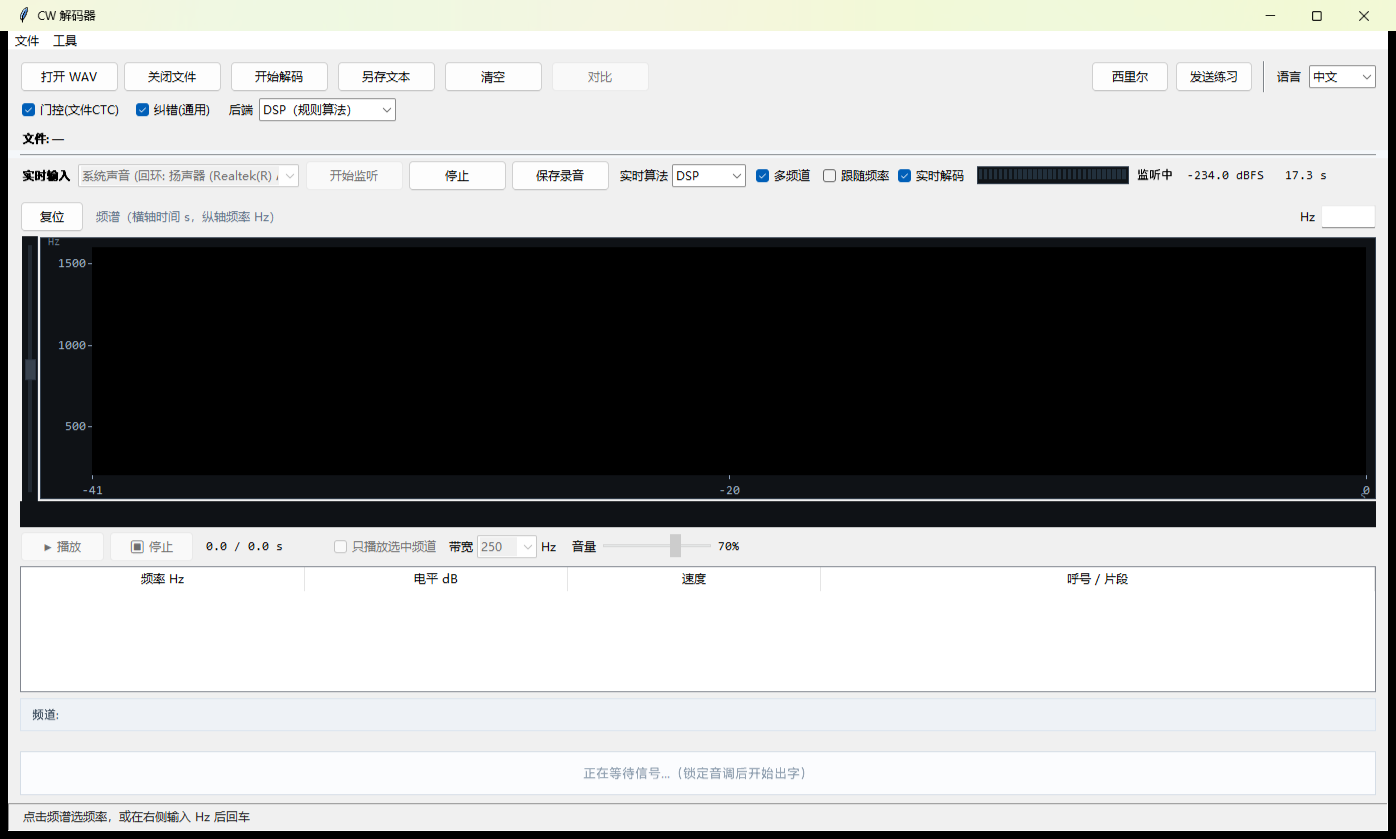 CW 解码器
文件 工具
打开 WAV 关闭文件 开始解码 另存文本 清空 对比 西里尔 发送练习 语言 中文
门控(文件CTC) 纠错(通用) 后端 DSP（规则算法）
文件: —
实时输入 系统声音 (回环: 扬声器 (Realtek(R) 开始监听 停止 保存录音 实时算法 DSP 多频道 跟随频率 实时解码 监听中 -234.0 dBFS 17.3 s
复位 频谱（横轴时间 s，纵轴频率 Hz） Hz
Hz
1500
1000
500
-41 -20 0
播放 停止 0.0 / 0.0 s 只播放选中频道 带宽 250 Hz 音量 70%
频率 Hz 电平 dB 速度 呼号 / 片段
频道:
正在等待信号…（锁定音调后开始出字）
点击频谱选频率，或在右侧输入 Hz 后回车